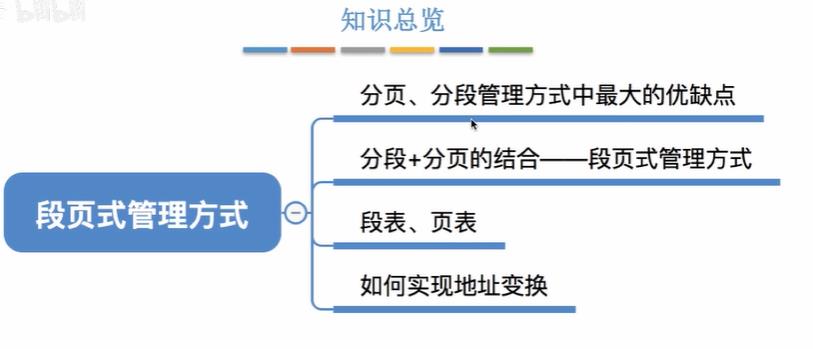 bilibili
知识总览
分页、分段管理方式中最大的优缺点
分段+分页的结合——段页式管理方式
段页式管理方式
段表、页表
如何实现地址变换